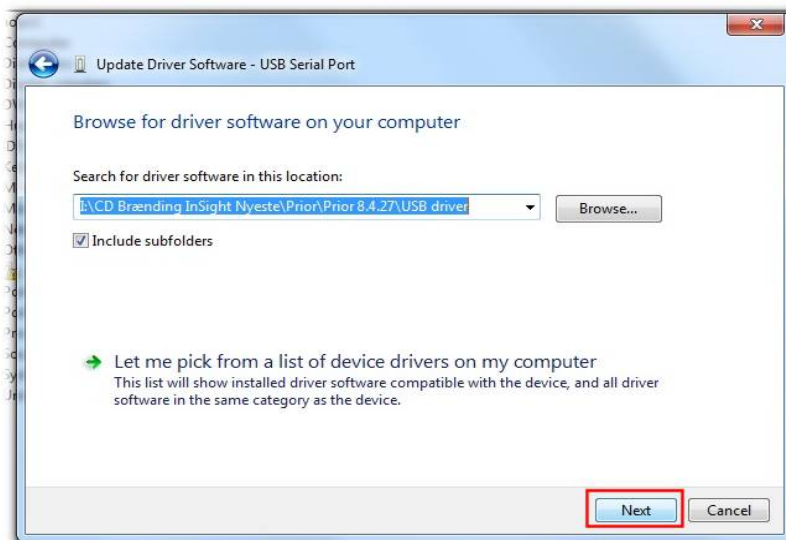 Update Driver Software - USB Serial Port
Browse for driver software on your computer
Search for driver software in this location:
I:\CD Brænding InSight Nyeste\Prior\Prior 8.4.27\USB driver
Browse...
Include subfolders
Let me pick from a list of device drivers on my computer
This list will show installed driver software compatible with the device, and all driver
software in the same category as the device.
Next
Cancel